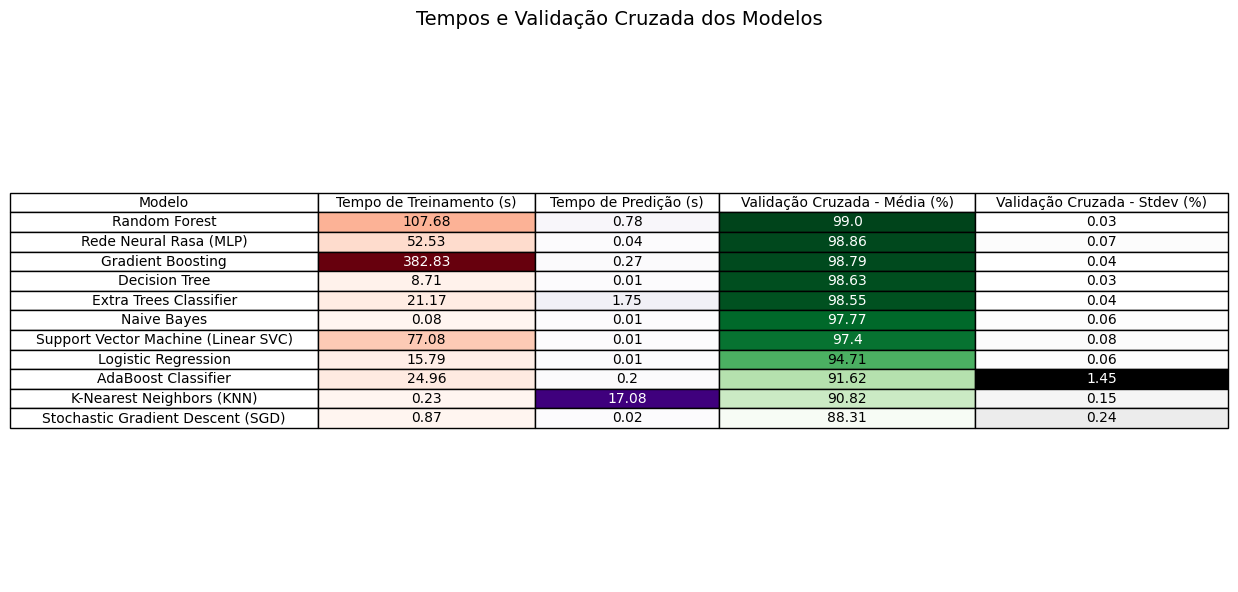 Tempos e Validação Cruzada dos Modelos
Modelo Tempo de Treinamento (s) Tempo de Predição (s) Validação Cruzada - Média (%) Validação Cruzada - Stdev (%)
Random Forest 107.68 0.78 99.0 0.03
Rede Neural Rasa (MLP) 52.53 0.04 98.86 0.07
Gradient Boosting 382.83 0.27 98.79 0.04
Decision Tree 8.71 0.01 98.63 0.03
Extra Trees Classifier 21.17 1.75 98.55 0.04
Naive Bayes 0.08 0.01 97.77 0.06
Support Vector Machine (Linear SVC) 77.08 0.01 97.4 0.08
Logistic Regression 15.79 0.01 94.71 0.06
AdaBoost Classifier 24.96 0.2 91.62 1.45
K-Nearest Neighbors (KNN) 0.23 17.08 90.82 0.15
Stochastic Gradient Descent (SGD) 0.87 0.02 88.31 0.24